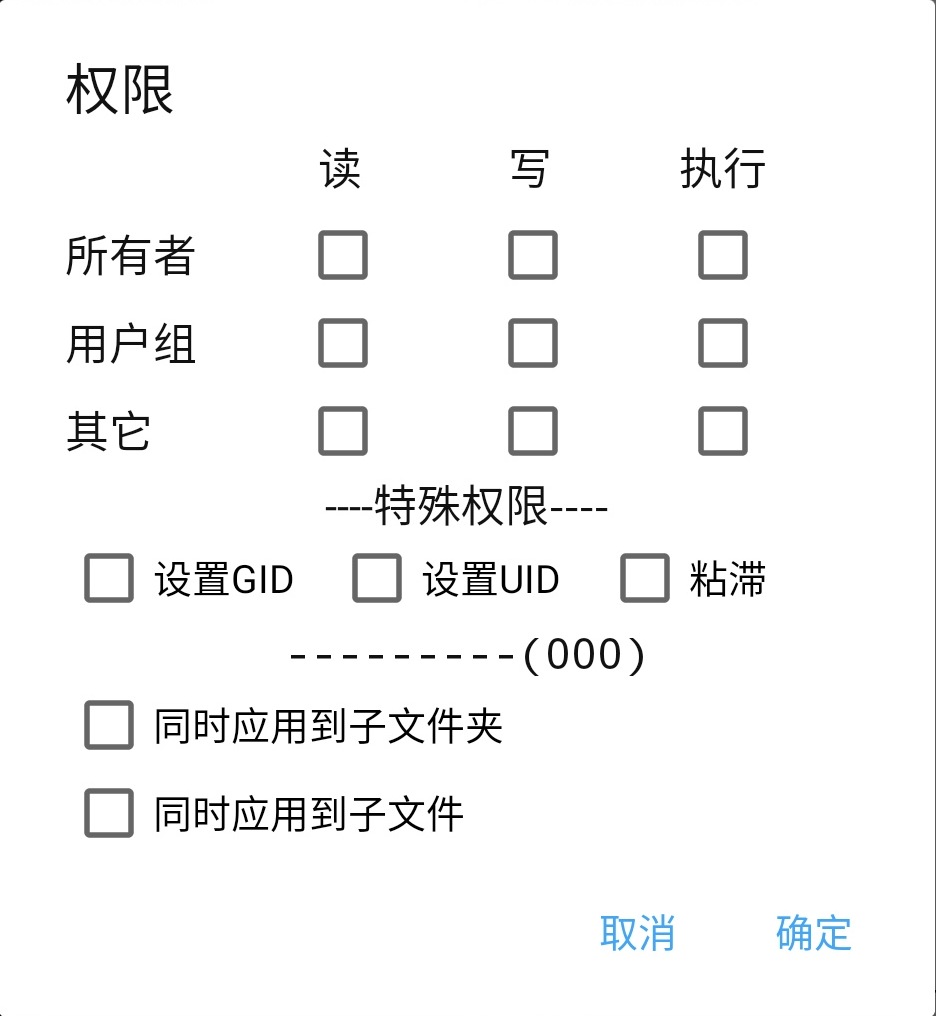 权限
读 写 执行
所有者
用户组
其它
----特殊权限----
设置GID 设置UID 粘滞
---------(000)
同时应用到子文件夹
同时应用到子文件
取消 确定